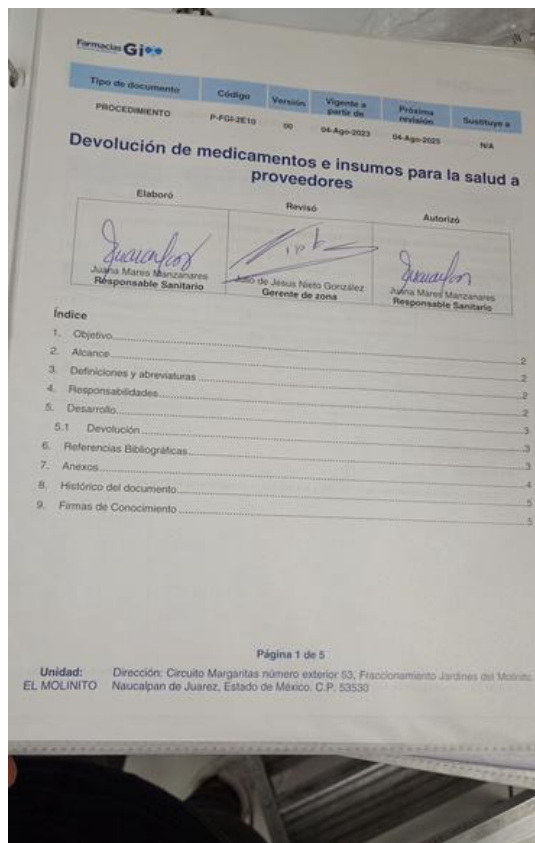 Farmacias Gi
Tipo de documento Código Versión Vigente a partir de Próxima revisión Sustituye a
PROCEDIMIENTO P-FGI-2E10 00 04-Ago-2023 04-Ago-2025 N/A
Devolución de medicamentos e insumos para la salud a
proveedores
Elaboró Revisó Autorizó
Juana Mares Manzanares Julio de Jesus Nieto González Juana Mares Manzanares
Responsable Sanitario Gerente de zona Responsable Sanitario
Índice
1. Objetivo 2
2. Alcance 2
3. Definiciones y abreviaturas 2
4. Responsabilidades 2
5. Desarrollo 3
5.1 Devolución 3
6. Referencias Bibliográficas 3
7. Anexos 4
8. Histórico del documento 5
9. Firmas de Conocimiento 5
Página 1 de 5
Unidad: Dirección: Circuito Margaritas número exterior 53, Fraccionamiento Jardines del Molinito,
EL MOLINITO Naucalpan de Juarez, Estado de México. C.P. 53530